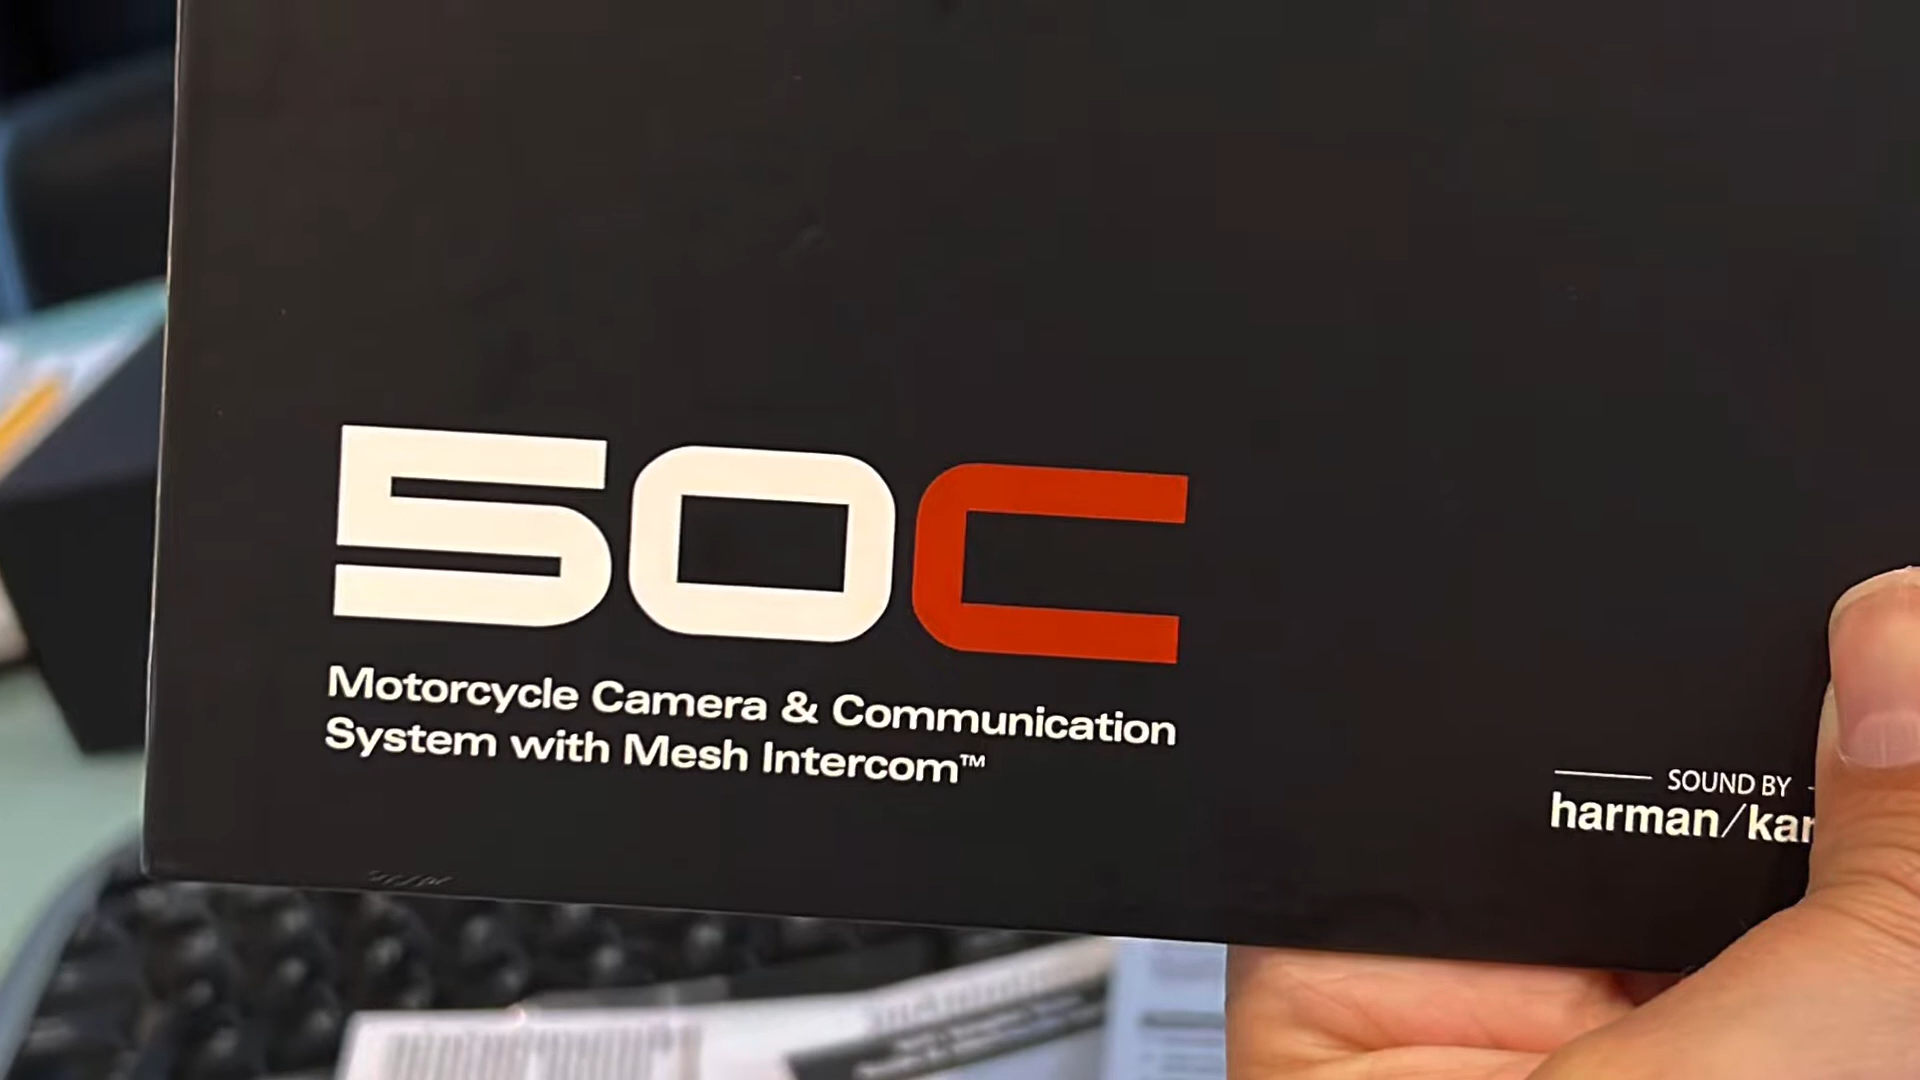 50C
Motorcycle Camera & Communication
System with Mesh Intercom™
SOUND BY
harman/kar